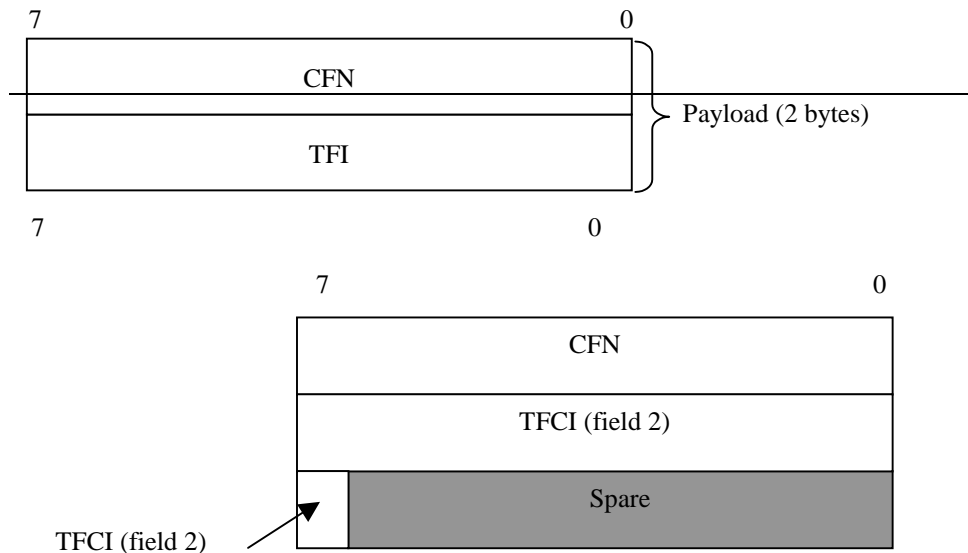 7 0
CFN
Payload (2 bytes)
TFI
7 0
7 0
CFN
TFCI (field 2)
Spare
TFCI (field 2)